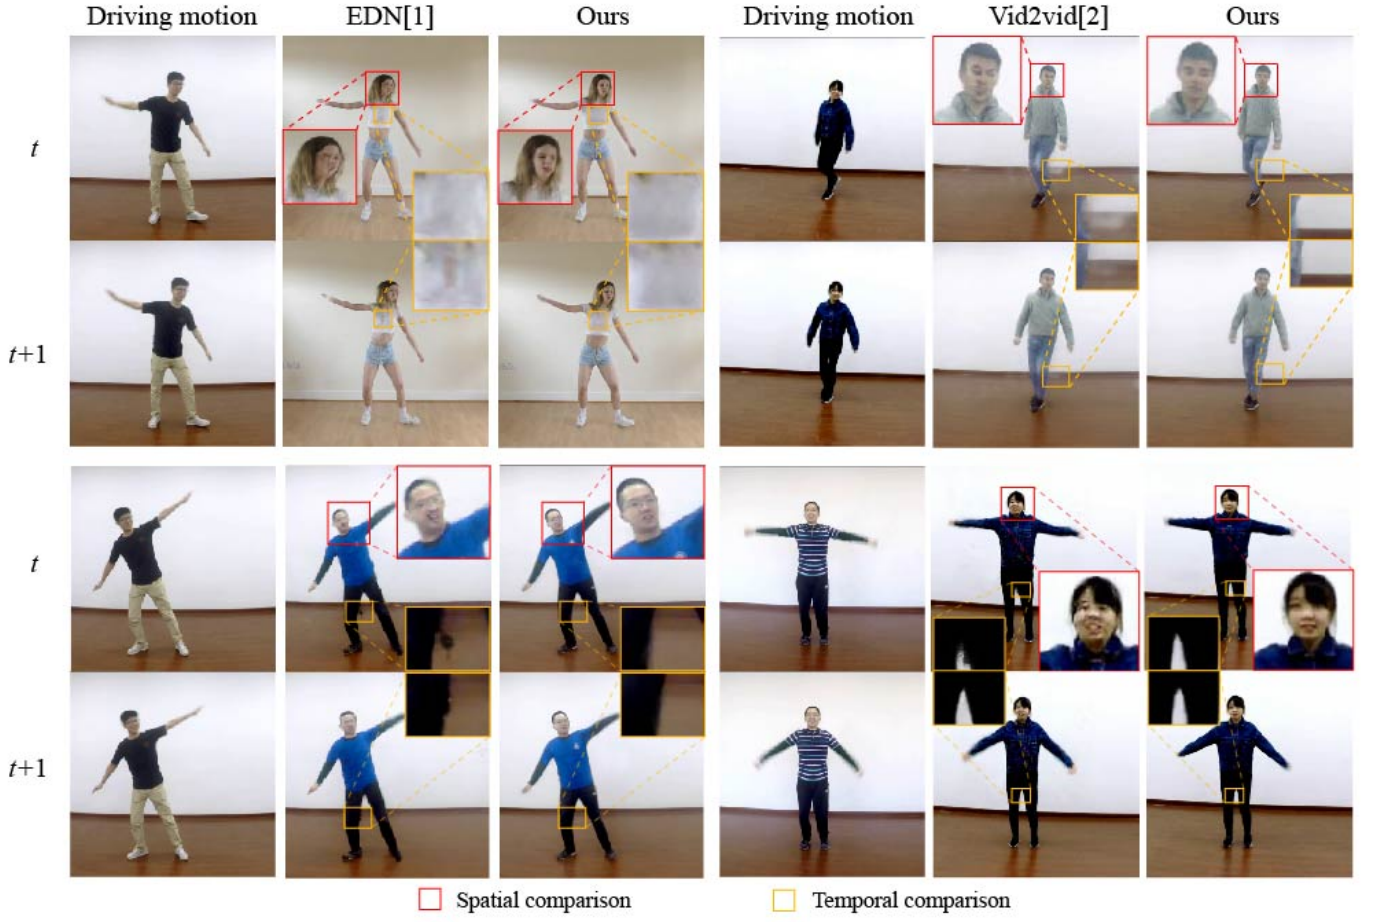 Driving motion EDN[1] Ours Driving motion Vid2vid[2] Ours
t
t+1
t
t+1
Spatial comparison Temporal comparison